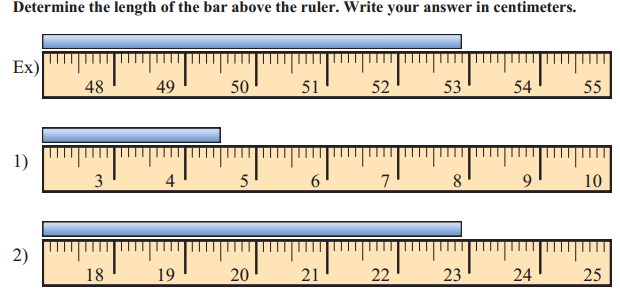 Determine the length of the bar above the ruler. Write your answer in centimeters.
Ex)
48 49 50 51 52 53 54 55
1)
3 4 5 6 7 8 9 10
2)
18 19 20 21 22 23 24 25